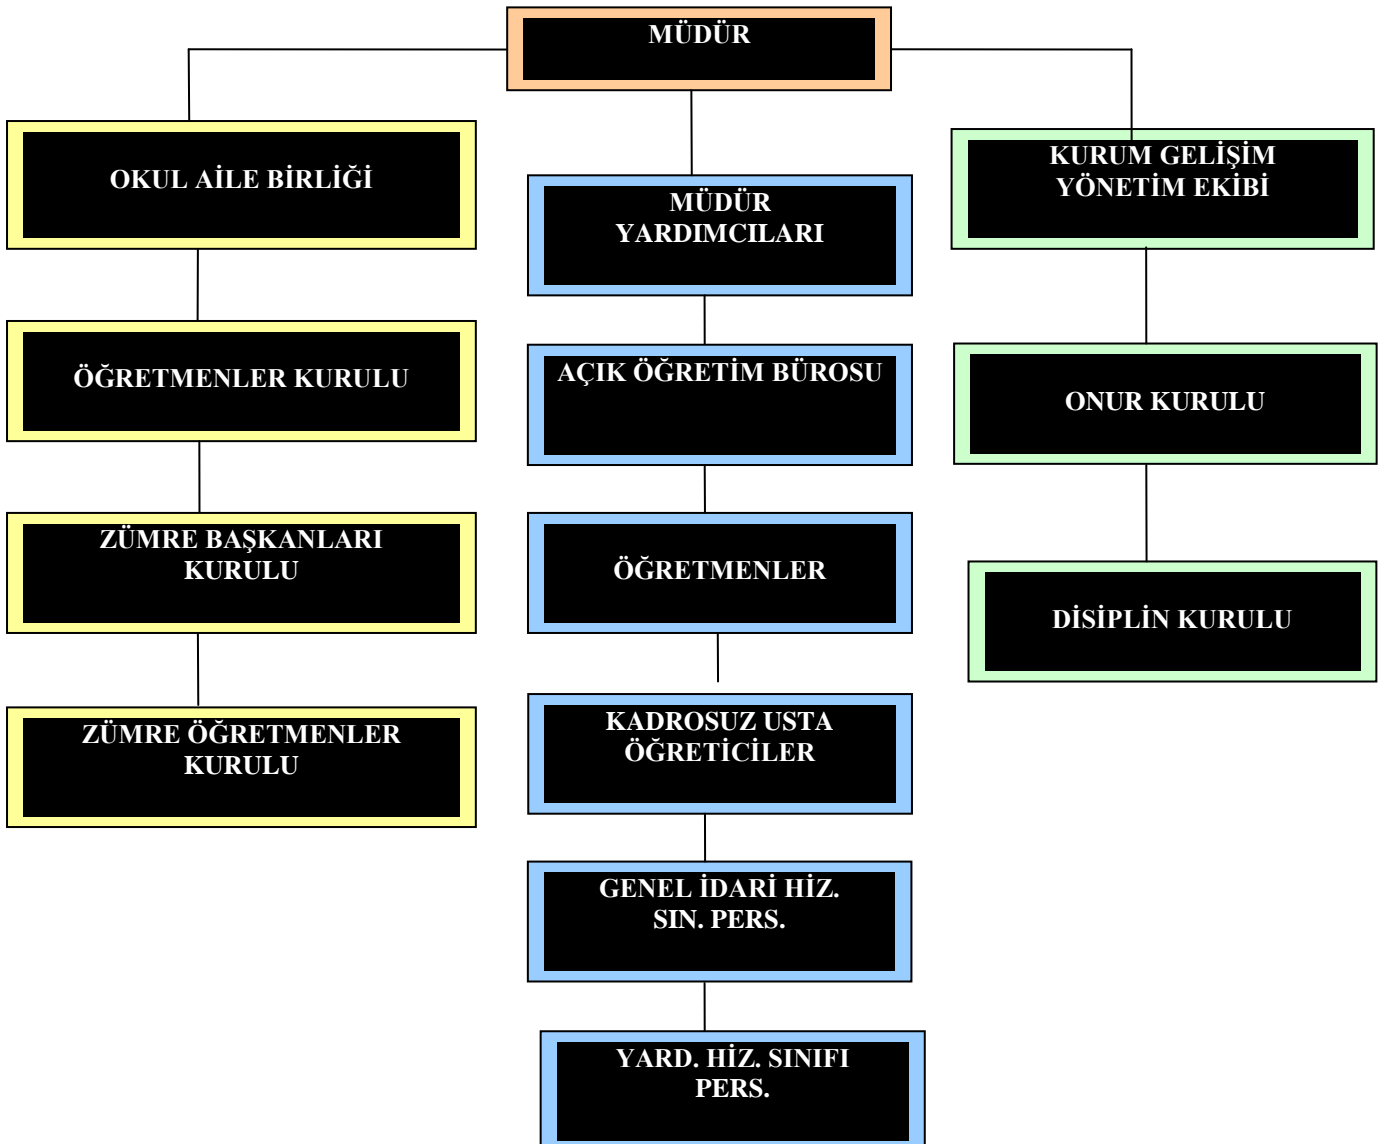 MÜDÜR
OKUL AİLE BİRLİĞİ
ÖĞRETMENLER KURULU
ZÜMRE BAŞKANLARI
KURULU
ZÜMRE ÖĞRETMENLER
KURULU
MÜDÜR
YARDIMCILARI
AÇIK ÖĞRETİM BÜROSU
ÖĞRETMENLER
KADROSUZ USTA
ÖĞRETİCİLER
GENEL İDARİ HİZ.
SIN. PERS.
YARD. HİZ. SINIFI
PERS.
KURUM GELİŞİM
YÖNETİM EKİBİ
ONUR KURULU
DİSİPLİN KURULU